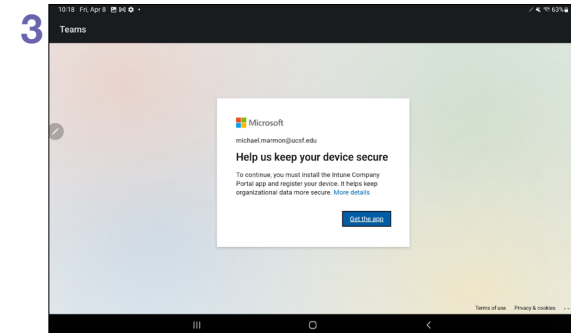 3
10:18 Fri, Apr 8
63%
Teams
Microsoft
michael.marmon@ucsf.edu
Help us keep your device secure
To continue, you must install the Intune Company
Portal app and register your device. It helps keep
organizational data more secure. More details
Get the app
Terms of use Privacy & cookies ...